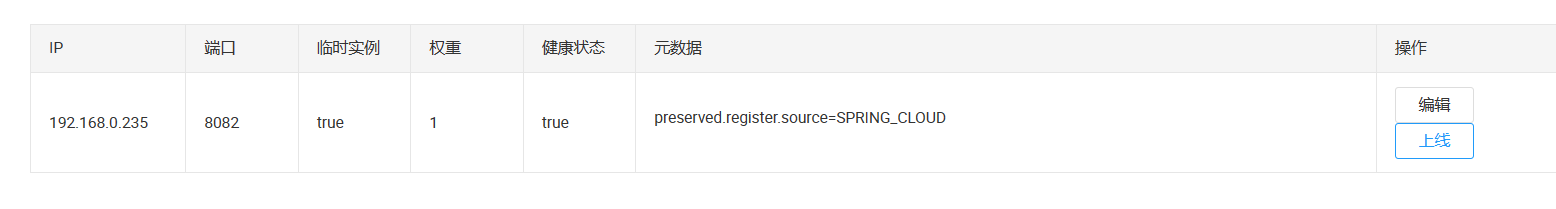 IP 端口 临时实例 权重 健康状态 元数据 操作
192.168.0.235 8082 true 1 true preserved.register.source=SPRING_CLOUD 编辑
上线